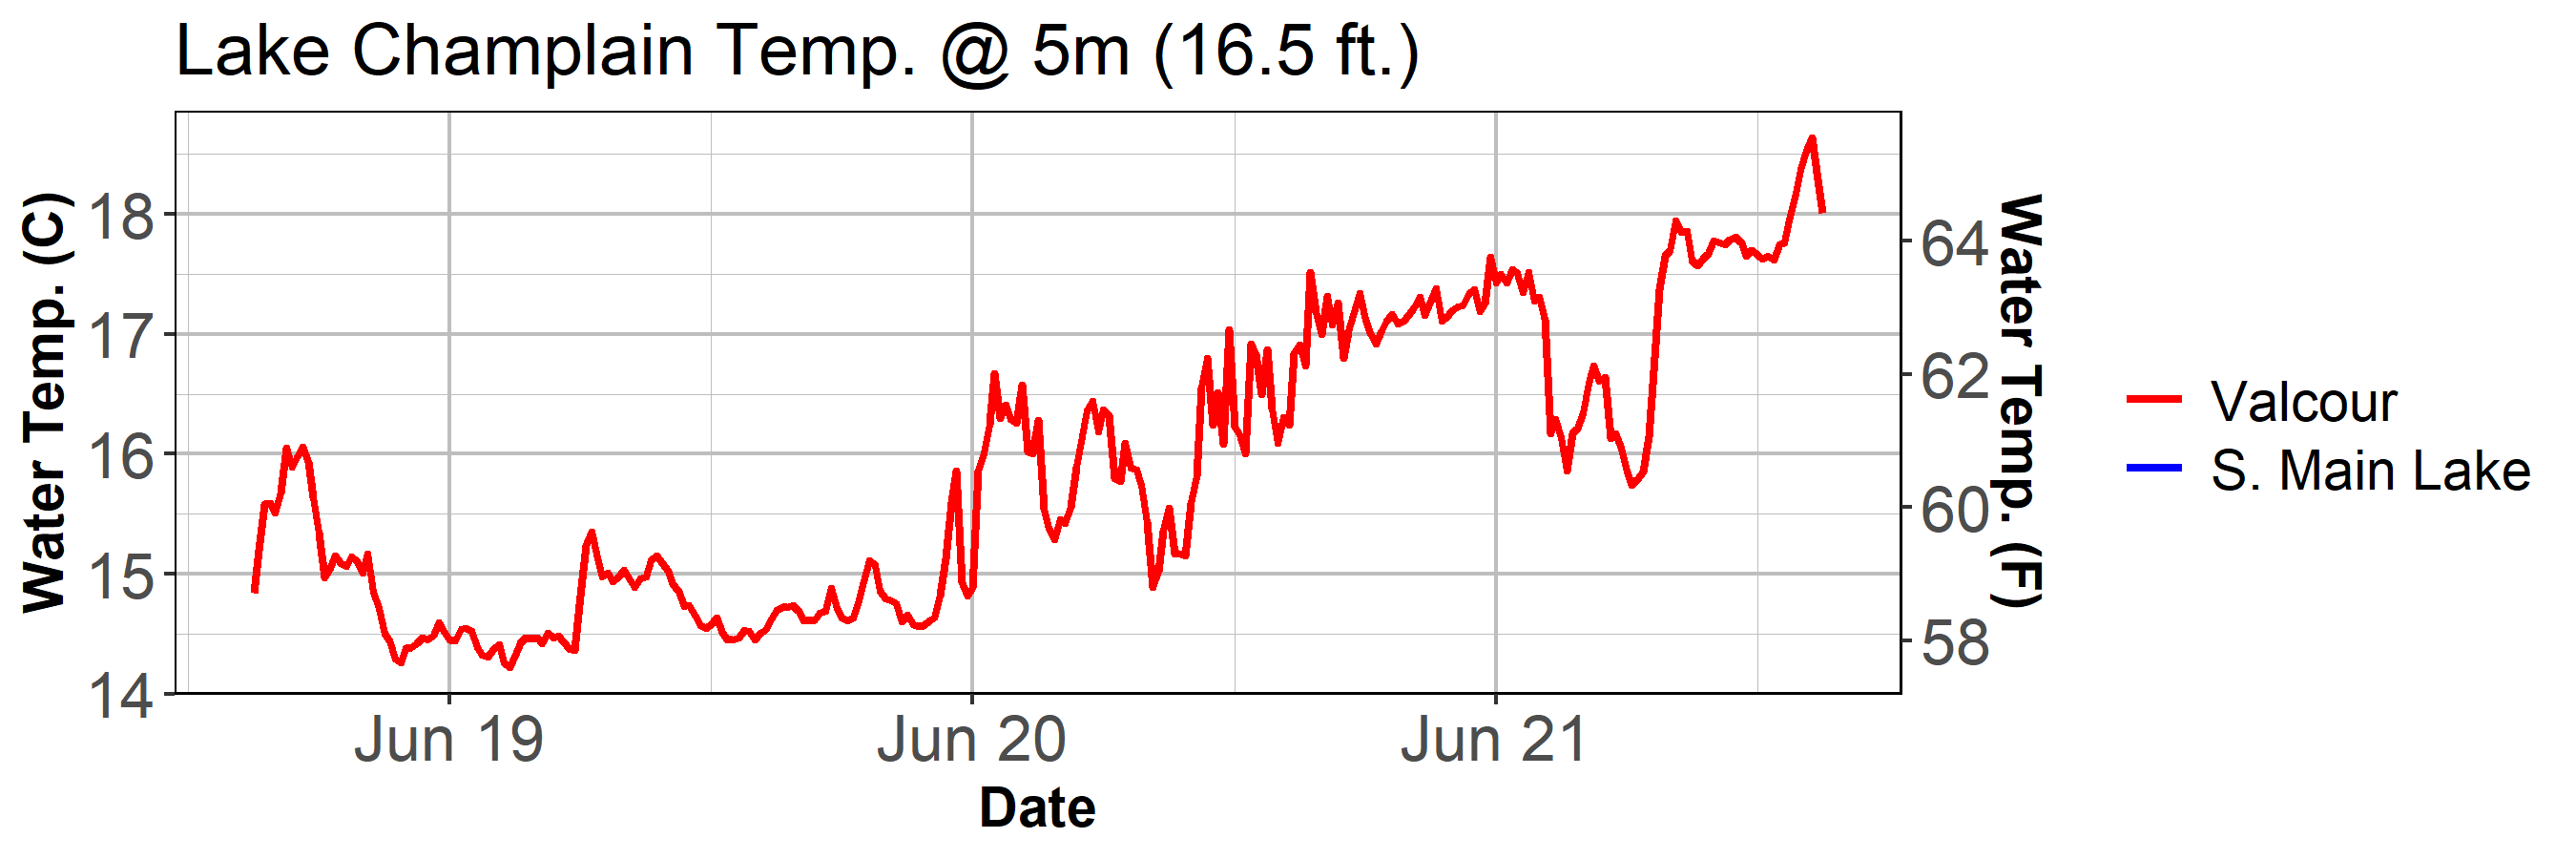 Lake Champlain Temp. @ 5m (16.5 ft.)
Water Temp. (C)
18
17
16
15
14
64
62
60
58
Water Temp. (F)
Jun 19
Jun 20
Jun 21
Date
Valcour
S. Main Lake